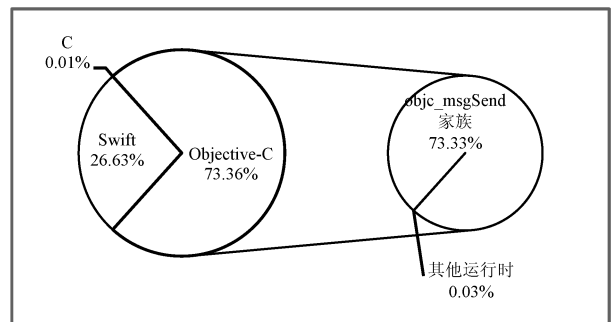 C
0.01%
Swift
26.63%
Objective-C
73.36%
objc_msgSend
家族
73.33%
其他运行时
0.03%